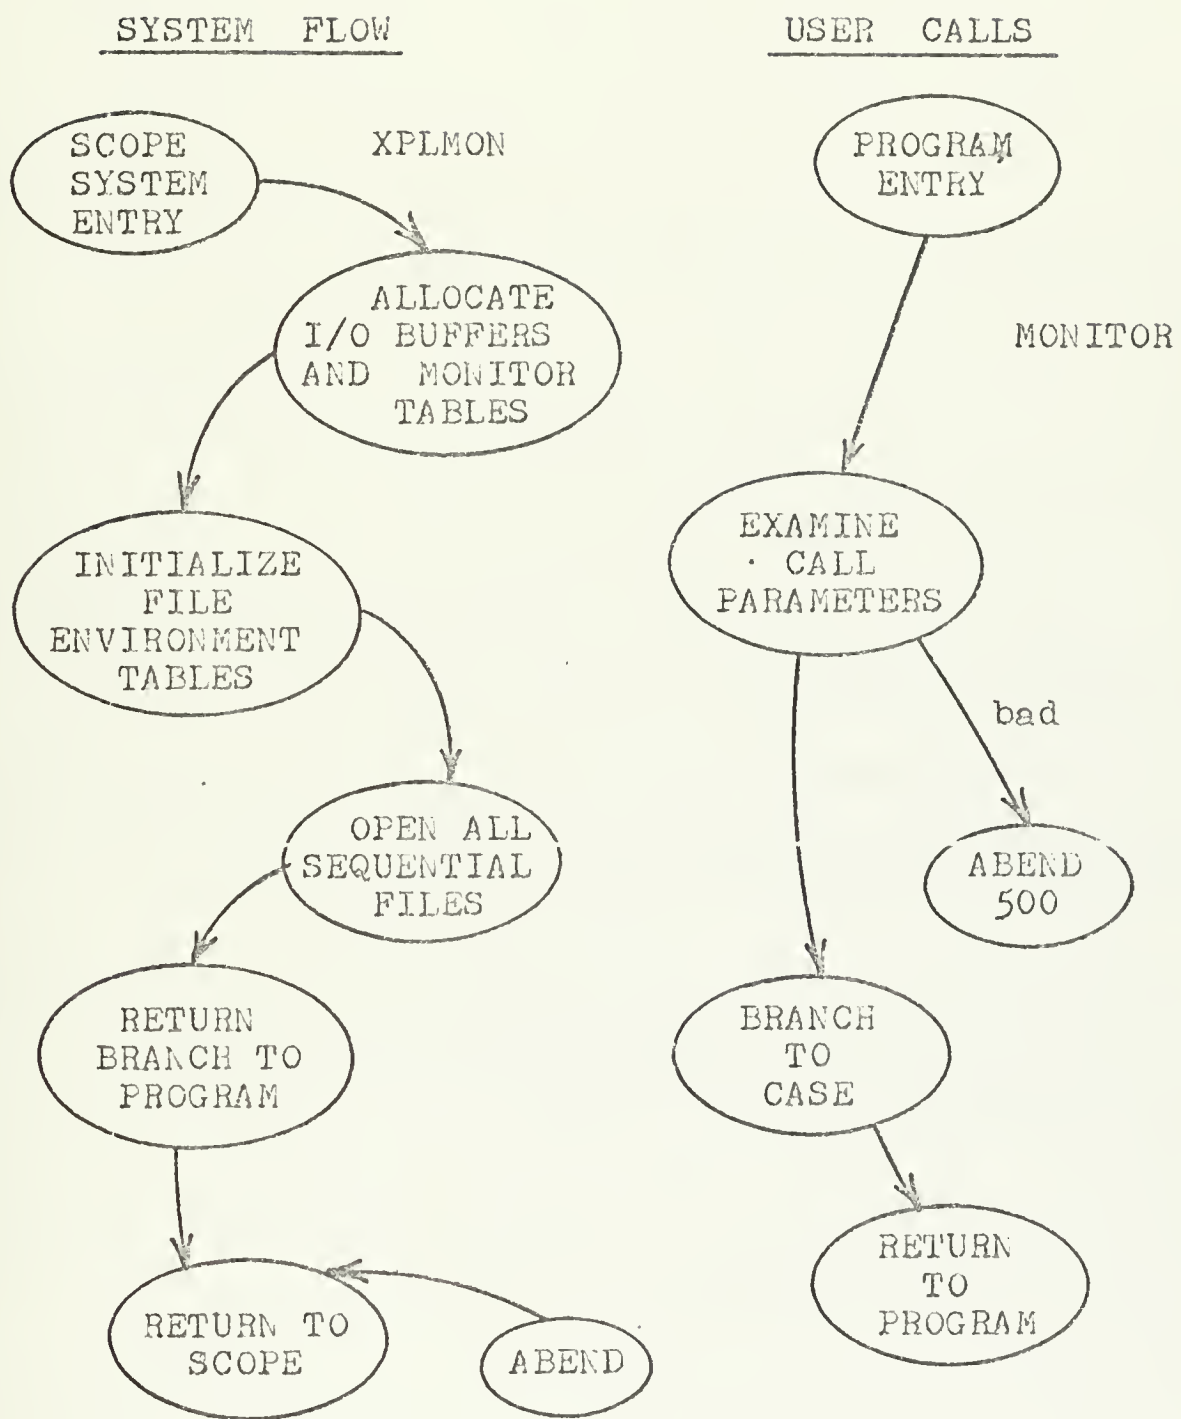 SYSTEM FLOW
SCOPE
SYSTEM
ENTRY
XPLMON
ALLOCATE
I/O BUFFERS
AND MONITOR
TABLES
INITIALIZE
FILE
ENVIRONMENT
TABLES
OPEN ALL
SEQUENTIAL
FILES
RETURN
BRANCH TO
PROGRAM
RETURN TO
SCOPE
ABEND
USER CALLS
PROGRAM
ENTRY
MONITOR
EXAMINE
CALL
PARAMETERS
bad
ABEND
500
BRANCH
TO
CASE
RETURN
TO
PROGRAM